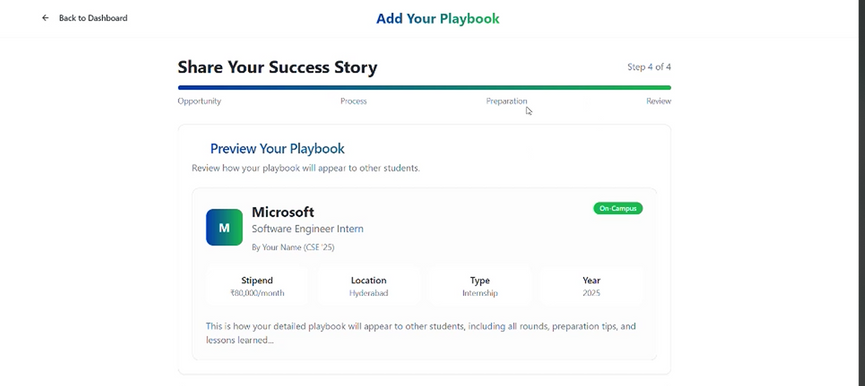 Back to Dashboard
Add Your Playbook
Share Your Success Story
Step 4 of 4
Opportunity
Process
Preparation
Review
Preview Your Playbook
Review how your playbook will appear to other students.
M
Microsoft
On-Campus
Software Engineer Intern
By Your Name (CSE '25)
Stipend
₹80,000/month
Location
Hyderabad
Type
Internship
Year
2025
This is how your detailed playbook will appear to other students, including all rounds, preparation tips, and
lessons learned...